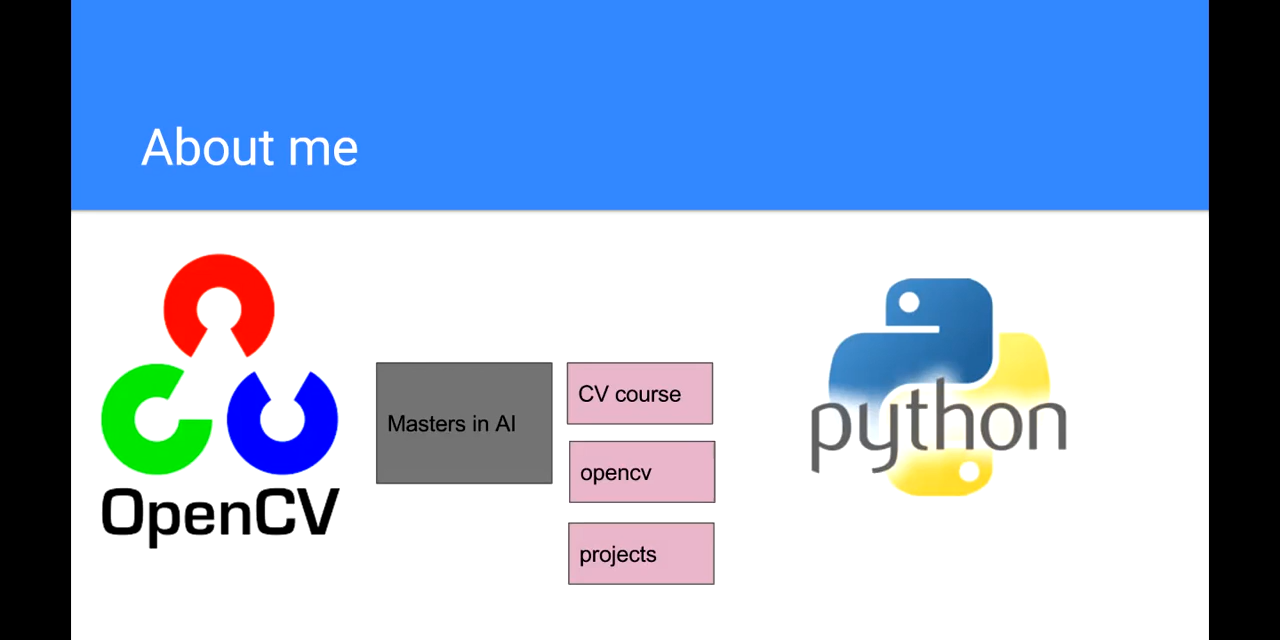 About me
OpenCV
Masters in AI
CV course
opencv
projects
python